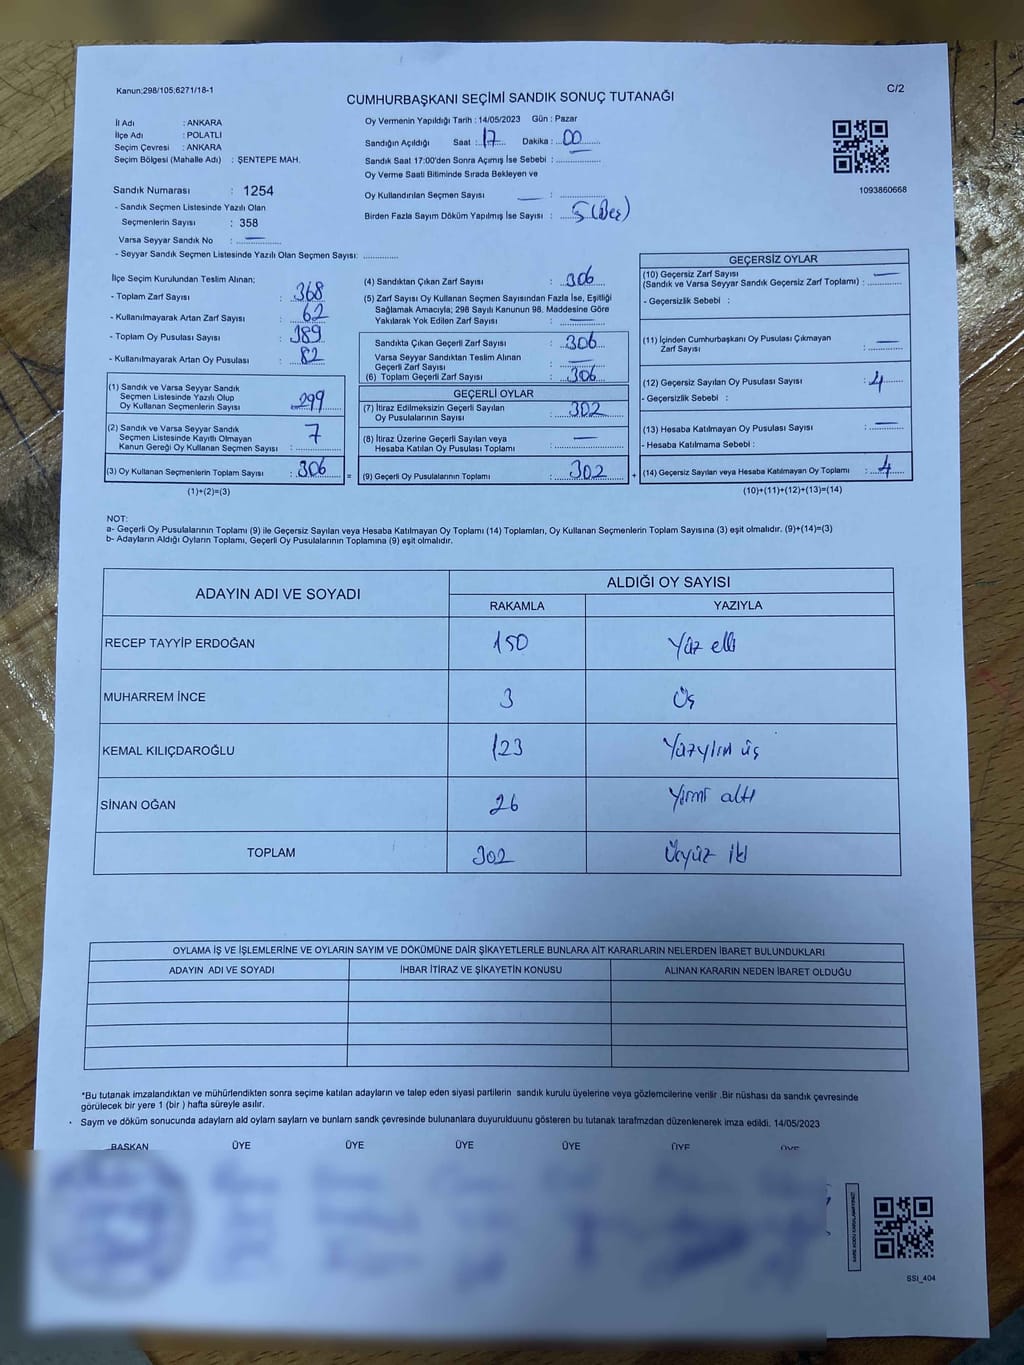 Kanun:298/105;6271/18-1
C/2
CUMHURBAŞKANI SEÇİMİ SANDIK SONUÇ TUTANAĞI
İl Adı : ANKARA
İlçe Adı : POLATLI
Seçim Çevresi : ANKARA
Seçim Bölgesi (Mahalle Adı) : ŞENTEPE MAH.
Oy Vermenin Yapıldığı Tarih : 14/05/2023 Gün : Pazar
Sandığın Açıldığı Saat : 17 Dakika : 00
Sandık Saat 17:00'den Sonra Açımış İse Sebebi :
Oy Verme Saati Bitiminde Sırada Bekleyen ve
Oy Kullandırılan Seçmen Sayısı : —
Birden Fazla Sayım Döküm Yapılmış İse Sayısı : 5 (Beş)
1093860668
Sandık Numarası : 1254
- Sandık Seçmen Listesinde Yazılı Olan
Seçmenlerin Sayısı : 358
Varsa Seyyar Sandık No : —
- Seyyar Sandık Seçmen Listesinde Yazılı Olan Seçmen Sayısı:
İlçe Seçim Kurulundan Teslim Alınan;
- Toplam Zarf Sayısı : 368
- Kullanılmayarak Artan Zarf Sayısı : 62
- Toplam Oy Pusulası Sayısı : 389
- Kullanılmayarak Artan Oy Pusulası : 82
(1) Sandık ve Varsa Seyyar Sandık
Seçmen Listesinde Yazılı Olup
Oy Kullanan Seçmenlerin Sayısı : 299
(2) Sandık ve Varsa Seyyar Sandık
Seçmen Listesinde Kayıtlı Olmayan
Kanun Gereği Oy Kullanan Seçmen Sayısı : 7
(3) Oy Kullanan Seçmenlerin Toplam Sayısı : 306 =
(1)+(2)=(3)
(4) Sandıktan Çıkan Zarf Sayısı : 306
(5) Zarf Sayısı Oy Kullanan Seçmen Sayısından Fazla İse, Eşitliği
Sağlamak Amacıyla; 298 Sayılı Kanunun 98. Maddesine Göre
Yakılarak Yok Edilen Zarf Sayısı : —
Sandıkta Çıkan Geçerli Zarf Sayısı : 306
Varsa Seyyar Sandıktan Teslim Alınan
Geçerli Zarf Sayısı : —
(6) Toplam Geçerli Zarf Sayısı : 306
GEÇERLİ OYLAR
(7) İtiraz Edilmeksizin Geçerli Sayılan
Oy Pusulalarının Sayısı : 302
(8) İtiraz Üzerine Geçerli Sayılan veya
Hesaba Katılan Oy Pusulası Toplamı : —
(9) Geçerli Oy Pusulalarının Toplamı : 302 +
GEÇERSİZ OYLAR
(10) Geçersiz Zarf Sayısı
(Sandık ve Varsa Seyyar Sandık Geçersiz Zarf Toplamı) : —
- Geçersizlik Sebebi :
(11) İçinden Cumhurbaşkanı Oy Pusulası Çıkmayan
Zarf Sayısı : —
(12) Geçersiz Sayılan Oy Pusulası Sayısı : 4
- Geçersizlik Sebebi :
(13) Hesaba Katılmayan Oy Pusulası Sayısı : —
- Hesaba Katılmama Sebebi :
(14) Geçersiz Sayılan veya Hesaba Katılmayan Oy Toplamı : 4
(10)+(11)+(12)+(13)=(14)
NOT:
a- Geçerli Oy Pusulalarının Toplamı (9) ile Geçersiz Sayılan veya Hesaba Katılmayan Oy Toplamı (14) Toplamları, Oy Kullanan Seçmenlerin Toplam Sayısına (3) eşit olmalıdır. (9)+(14)=(3)
b- Adayların Aldığı Oyların Toplamı, Geçerli Oy Pusulalarının Toplamına (9) eşit olmalıdır.
ADAYIN ADI VE SOYADI ALDIĞI OY SAYISI
RAKAMLA YAZIYLA
RECEP TAYYİP ERDOĞAN 150 Yüz elli
MUHARREM İNCE 3 Üş
KEMAL KILIÇDAROĞLU 123 Yüzyirmi üş
SİNAN OĞAN 26 Yirmi altı
TOPLAM 302 Üçyüz iki
OYLAMA İŞ VE İŞLEMLERİNE VE OYLARIN SAYIM VE DÖKÜMÜNE DAİR ŞİKAYETLERLE BUNLARA AİT KARARLARIN NELERDEN İBARET BULUNDUKLARI
ADAYIN ADI VE SOYADI İHBAR İTİRAZ VE ŞİKAYETİN KONUSU ALINAN KARARIN NEDEN İBARET OLDUĞU
*Bu tutanak imzalandıktan ve mühürlendikten sonra seçime katılan adayların ve talep eden siyasi partilerin sandık kurulu üyelerine veya gözlemcilerine verilir .Bir nüshası da sandık çevresinde
görülecek bir yere 1 (bir ) hafta süreyle asılır.
- Saym ve döküm sonucunda adaylarn ald oylarn saylarn ve bunlarn sandk çevresinde bulunanlara duyurulduunu gösteren bu tutanak tarafmzdan düzenlenerek imza edildi. 14/05/2023
BAŞKAN ÜYE ÜYE ÜYE ÜYE ÜYE ÜYE
SSİ_404